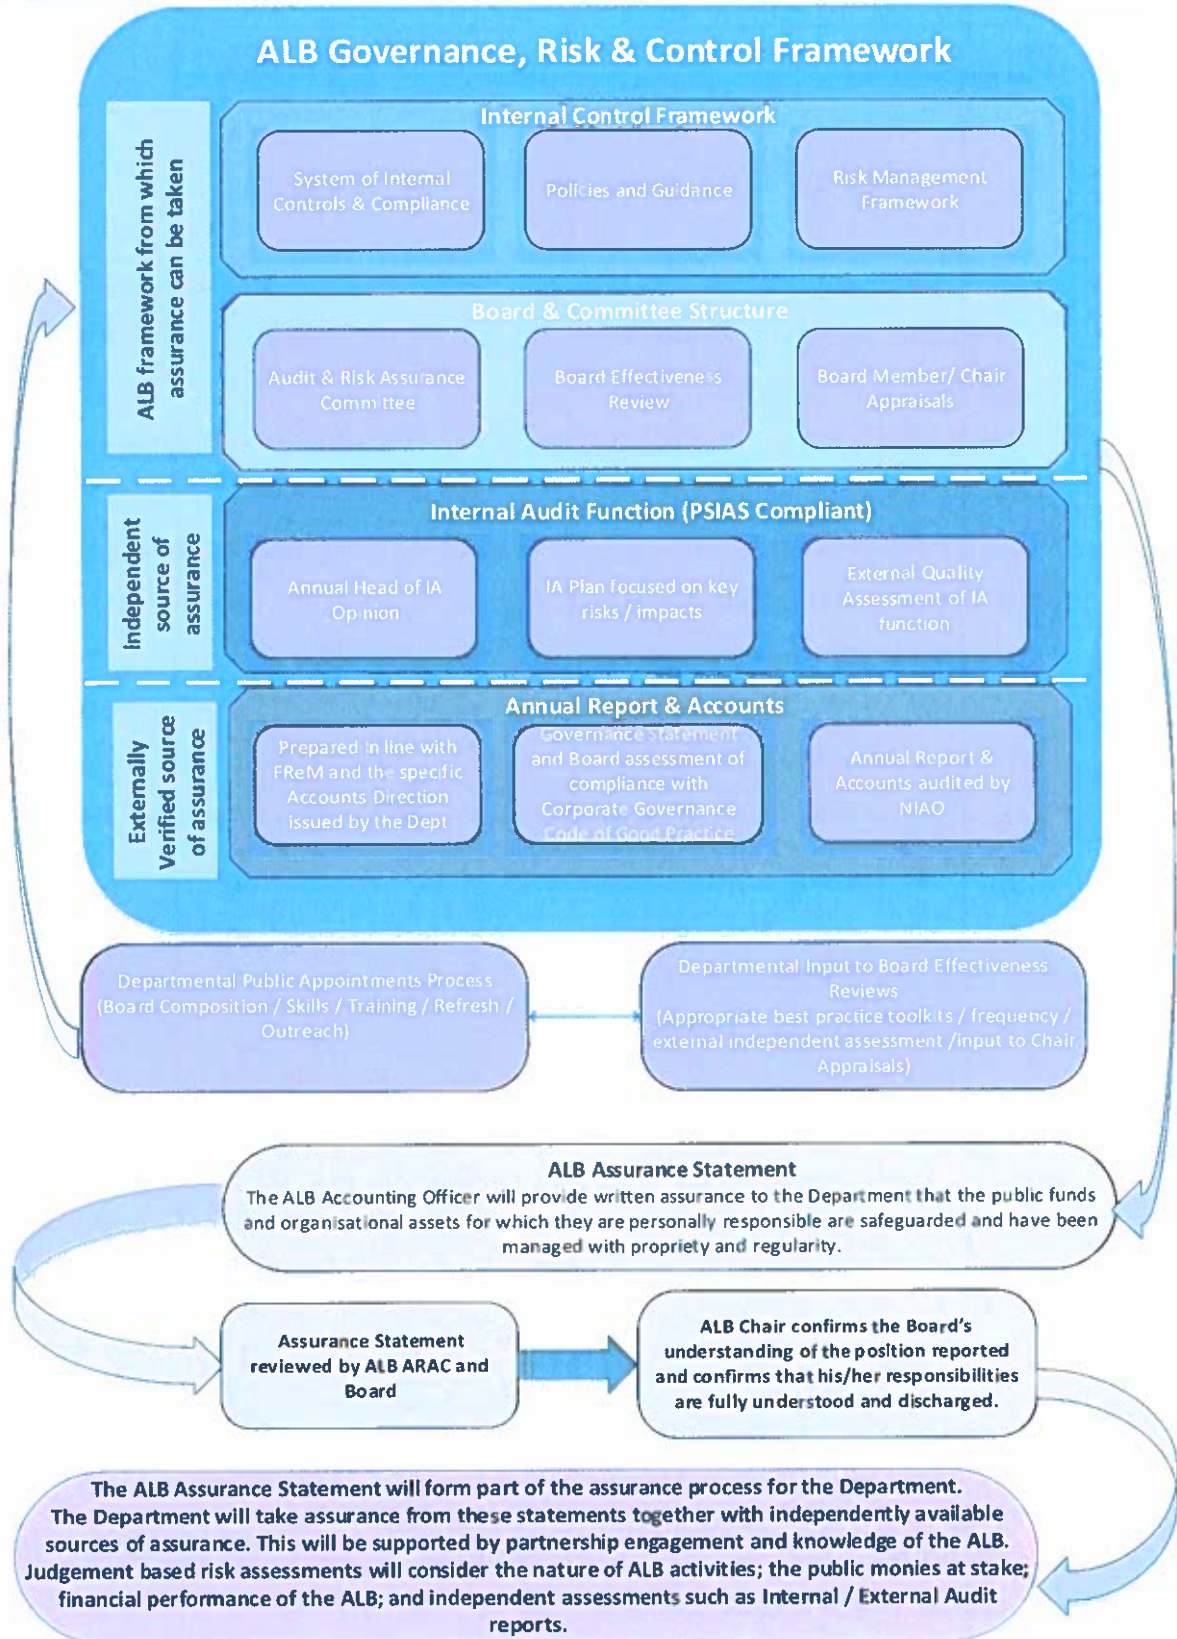 ALB Governance, Risk & Control Framework
ALB framework from which
assurance can be taken
Internal Control Framework
System of Internal
Controls & Compliance
Policies and Guidance
Risk Management
Framework
Board & Committee Structure
Audit & Risk Assurance
Committee
Board Effectiveness
Review
Board Member/ Chair
Appraisals
Independent
source of
assurance
Internal Audit Function (PSIAS Compliant)
Annual Head of IA
Opinion
IA Plan focused on key
risks / impacts
External Quality
Assessment of IA
function
Externally
Verified source
of assurance
Annual Report & Accounts
Prepared in line with
FReM and the specific
Accounts Direction
issued by the Dept
Governance Statement
and Board assessment of
compliance with
Corporate Governance
Code of Good Practice
Annual Report &
Accounts audited by
NIAO
Departmental Public Appointments Process
(Board Composition / Skills / Training / Refresh /
Outreach)
Departmental Input to Board Effectiveness
Reviews
(Appropriate best practice toolkits / frequency /
external independent assessment /input to Chair
Appraisals)
ALB Assurance Statement
The ALB Accounting Officer will provide written assurance to the Department that the public funds
and organisational assets for which they are personally responsible are safeguarded and have been
managed with propriety and regularity.
Assurance Statement
reviewed by ALB ARAC and
Board
ALB Chair confirms the Board's
understanding of the position reported
and confirms that his/her responsibilities
are fully understood and discharged.
The ALB Assurance Statement will form part of the assurance process for the Department.
The Department will take assurance from these statements together with independently available
sources of assurance. This will be supported by partnership engagement and knowledge of the ALB.
Judgement based risk assessments will consider the nature of ALB activities; the public monies at stake;
financial performance of the ALB; and independent assessments such as Internal / External Audit
reports.